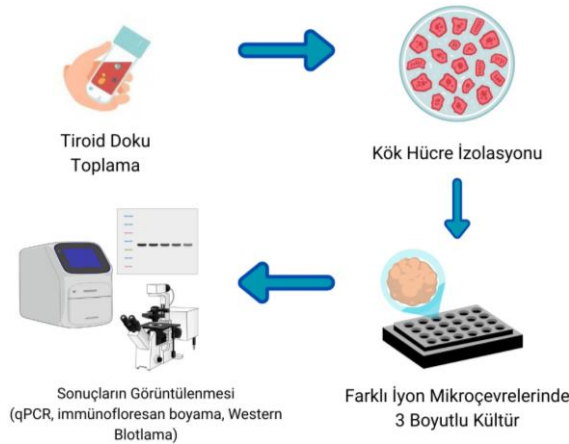 Tiroid Doku
Toplama
Kök Hücre İzolasyonu
Farklı İyon Mikroçevrelerinde
3 Boyutlu Kültür
Sonuçların Görüntülenmesi
(qPCR, immünofloresan boyama, Western
Blotlama)